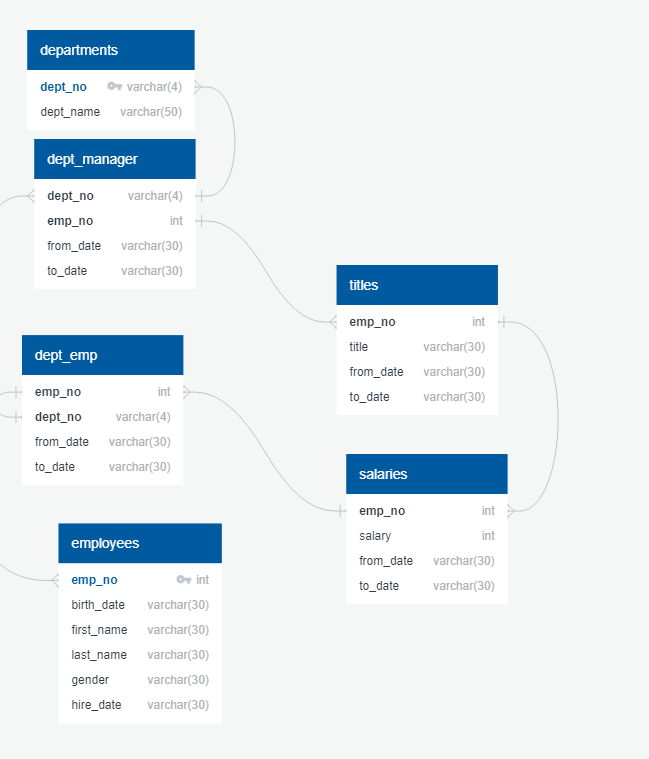 departments
dept_no varchar(4)
dept_name varchar(50)
dept_manager
dept_no varchar(4)
emp_no int
from_date varchar(30)
to_date varchar(30)
titles
emp_no int
title varchar(30)
from_date varchar(30)
to_date varchar(30)
dept_emp
emp_no int
dept_no varchar(4)
from_date varchar(30)
to_date varchar(30)
salaries
emp_no int
salary int
from_date varchar(30)
to_date varchar(30)
employees
emp_no int
birth_date varchar(30)
first_name varchar(30)
last_name varchar(30)
gender varchar(30)
hire_date varchar(30)